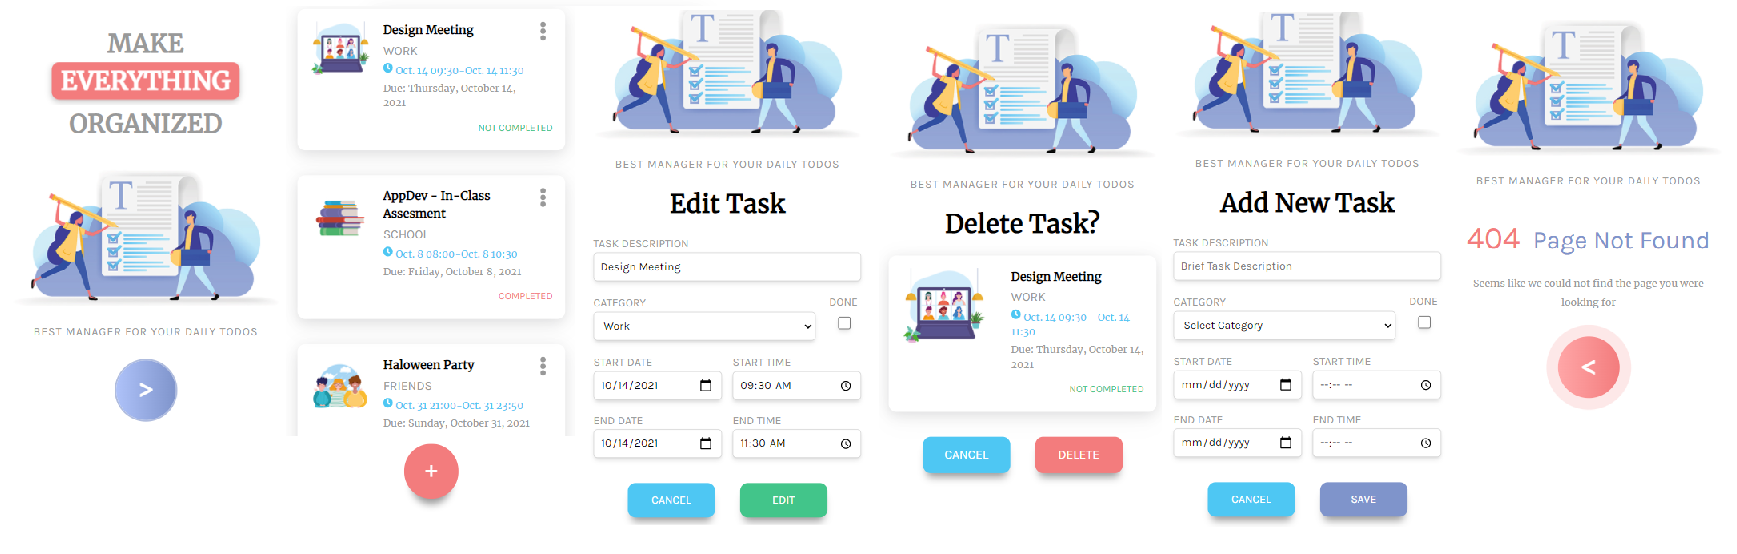 MAKE
EVERYTHING
ORGANIZED
T
BEST MANAGER FOR YOUR DAILY TODOS
>
Design Meeting
WORK
Oct. 14 09:30-Oct. 14 11:30
Due: Thursday, October 14,
2021
NOT COMPLETED
AppDev - In-Class
Assesment
SCHOOL
Oct. 8 08:00-Oct. 8 10:30
Due: Friday, October 8, 2021
COMPLETED
Haloween Party
FRIENDS
Oct. 31 21:00-Oct. 31 23:50
Due: Sunday, October 31, 2021
+
T
BEST MANAGER FOR YOUR DAILY TODOS
Edit Task
TASK DESCRIPTION
Design Meeting
CATEGORY DONE
Work
START DATE START TIME
10/14/2021 09:30 AM
END DATE END TIME
10/14/2021 11:30 AM
CANCEL EDIT
T
BEST MANAGER FOR YOUR DAILY TODOS
Delete Task?
Design Meeting
WORK
Oct. 14 09:30 - Oct. 14
11:30
Due: Thursday, October 14,
2021
NOT COMPLETED
CANCEL DELETE
T
BEST MANAGER FOR YOUR DAILY TODOS
Add New Task
TASK DESCRIPTION
Brief Task Description
CATEGORY DONE
Select Category
START DATE START TIME
mm/dd/yyyy --:-- --
END DATE END TIME
mm/dd/yyyy --:-- --
CANCEL SAVE
T
BEST MANAGER FOR YOUR DAILY TODOS
404 Page Not Found
Seems like we could not find the page you were
looking for
<